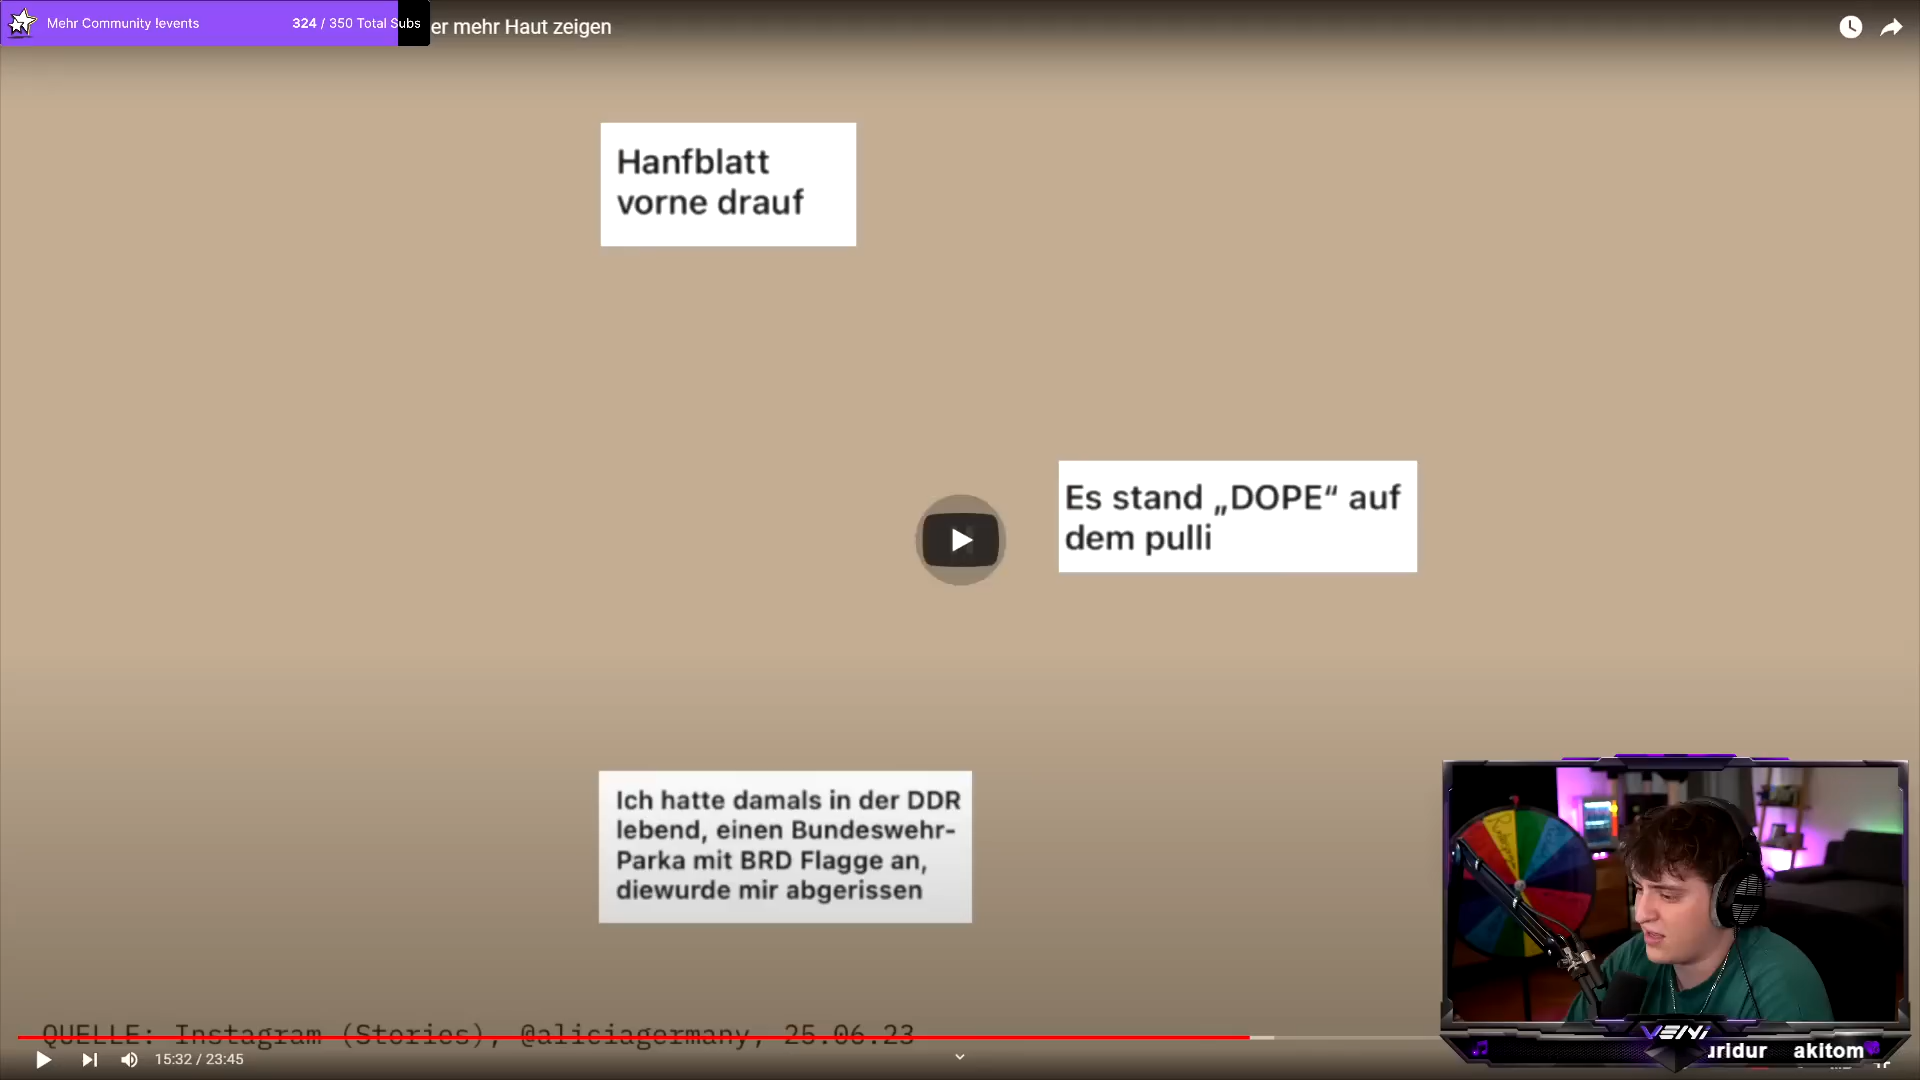 Mehr Community !events
324 / 350 Total Subs
er mehr Haut zeigen
Hanfblatt
vorne drauf
Es stand „DOPE“ auf
dem pulli
Ich hatte damals in der DDR
lebend, einen Bundeswehr-
Parka mit BRD Flagge an,
diewurde mir abgerissen
QUELLE: Instagram (Stories), @aliciagermany, 25.06.23
15:32 / 23:45
VEYVI
uridur akitom